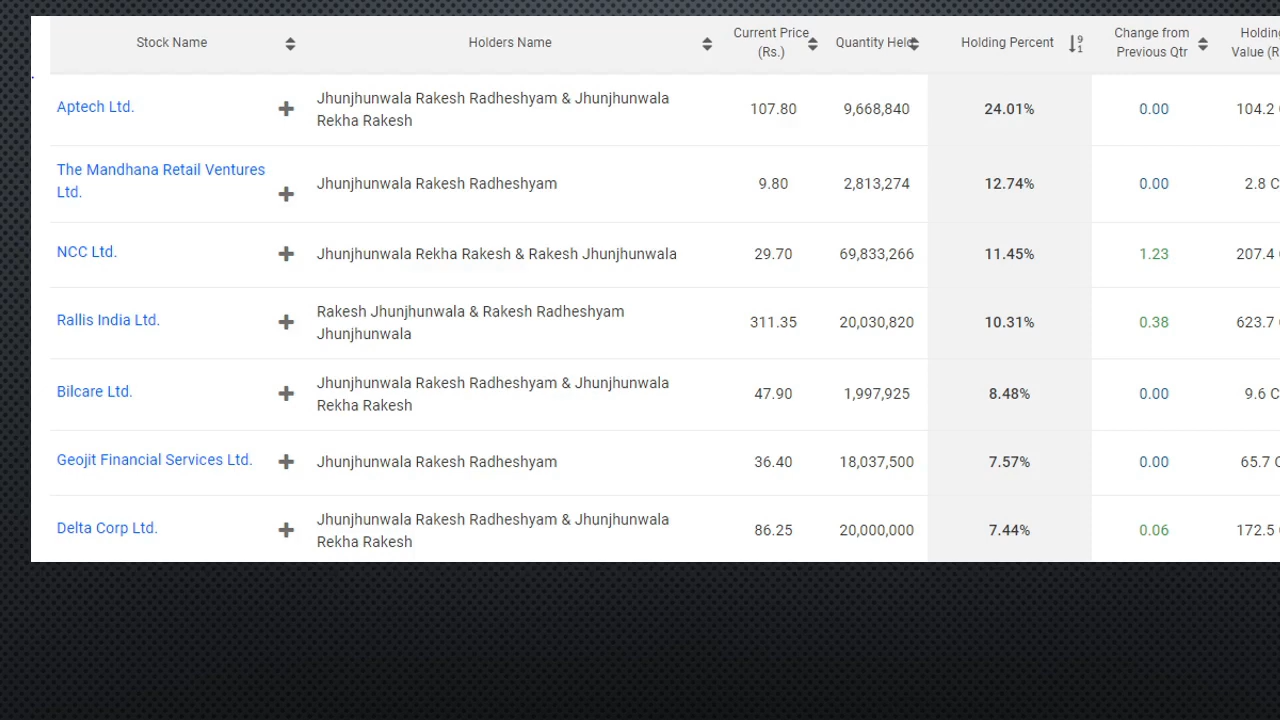 Stock Name Holders Name Current Price (Rs.) Quantity Held Holding Percent Change from Previous Qtr Holding Value (R
Aptech Ltd. Jhunjhunwala Rakesh Radheshyam & Jhunjhunwala Rekha Rakesh 107.80 9,668,840 24.01% 0.00 104.2
The Mandhana Retail Ventures Ltd. Jhunjhunwala Rakesh Radheshyam 9.80 2,813,274 12.74% 0.00 2.8 C
NCC Ltd. Jhunjhunwala Rekha Rakesh & Rakesh Jhunjhunwala 29.70 69,833,266 11.45% 1.23 207.4
Rallis India Ltd. Rakesh Jhunjhunwala & Rakesh Radheshyam Jhunjhunwala 311.35 20,030,820 10.31% 0.38 623.7
Bilcare Ltd. Jhunjhunwala Rakesh Radheshyam & Jhunjhunwala Rekha Rakesh 47.90 1,997,925 8.48% 0.00 9.6 C
Geojit Financial Services Ltd. Jhunjhunwala Rakesh Radheshyam 36.40 18,037,500 7.57% 0.00 65.7
Delta Corp Ltd. Jhunjhunwala Rakesh Radheshyam & Jhunjhunwala Rekha Rakesh 86.25 20,000,000 7.44% 0.06 172.5